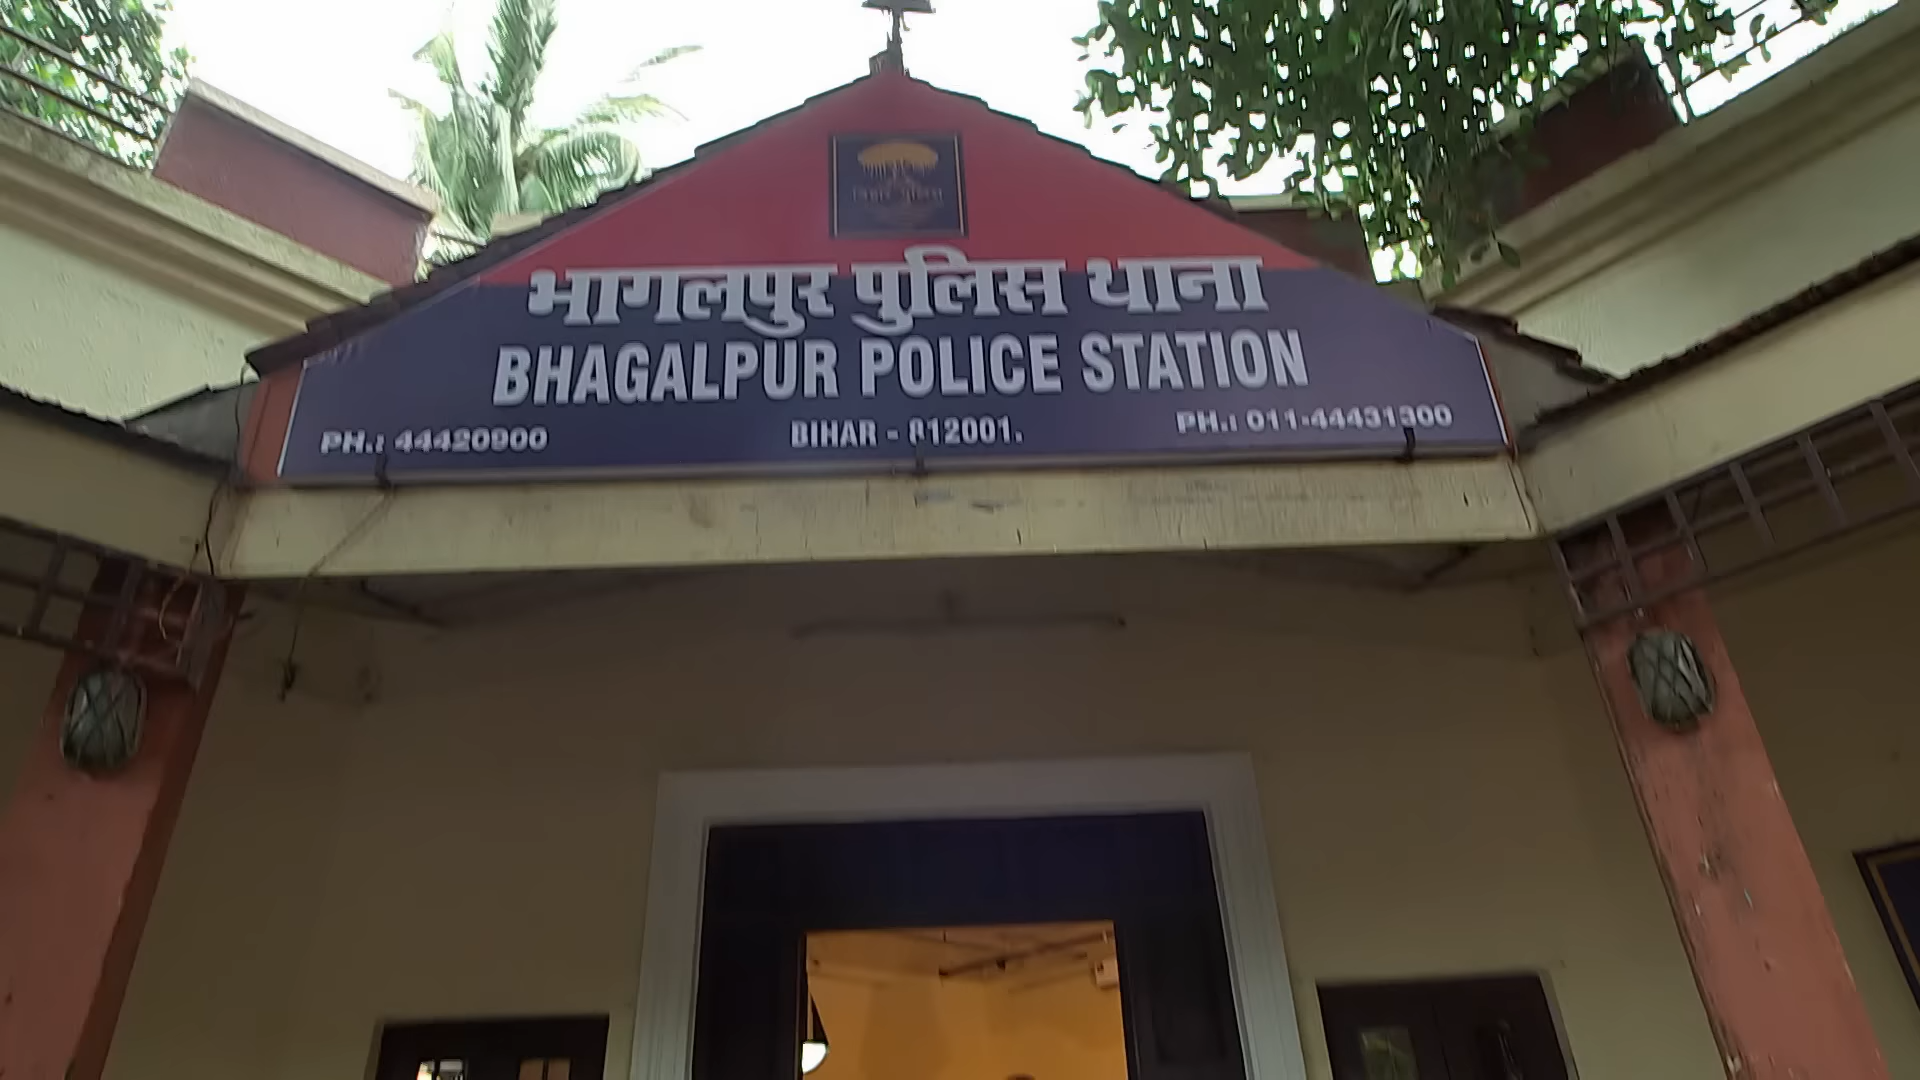 बिहार पुलिस
भागलपुर पुलिस थाना
BHAGALPUR POLICE STATION
PH.: 44420900 BIHAR - 812001. PH.: 011-44431300